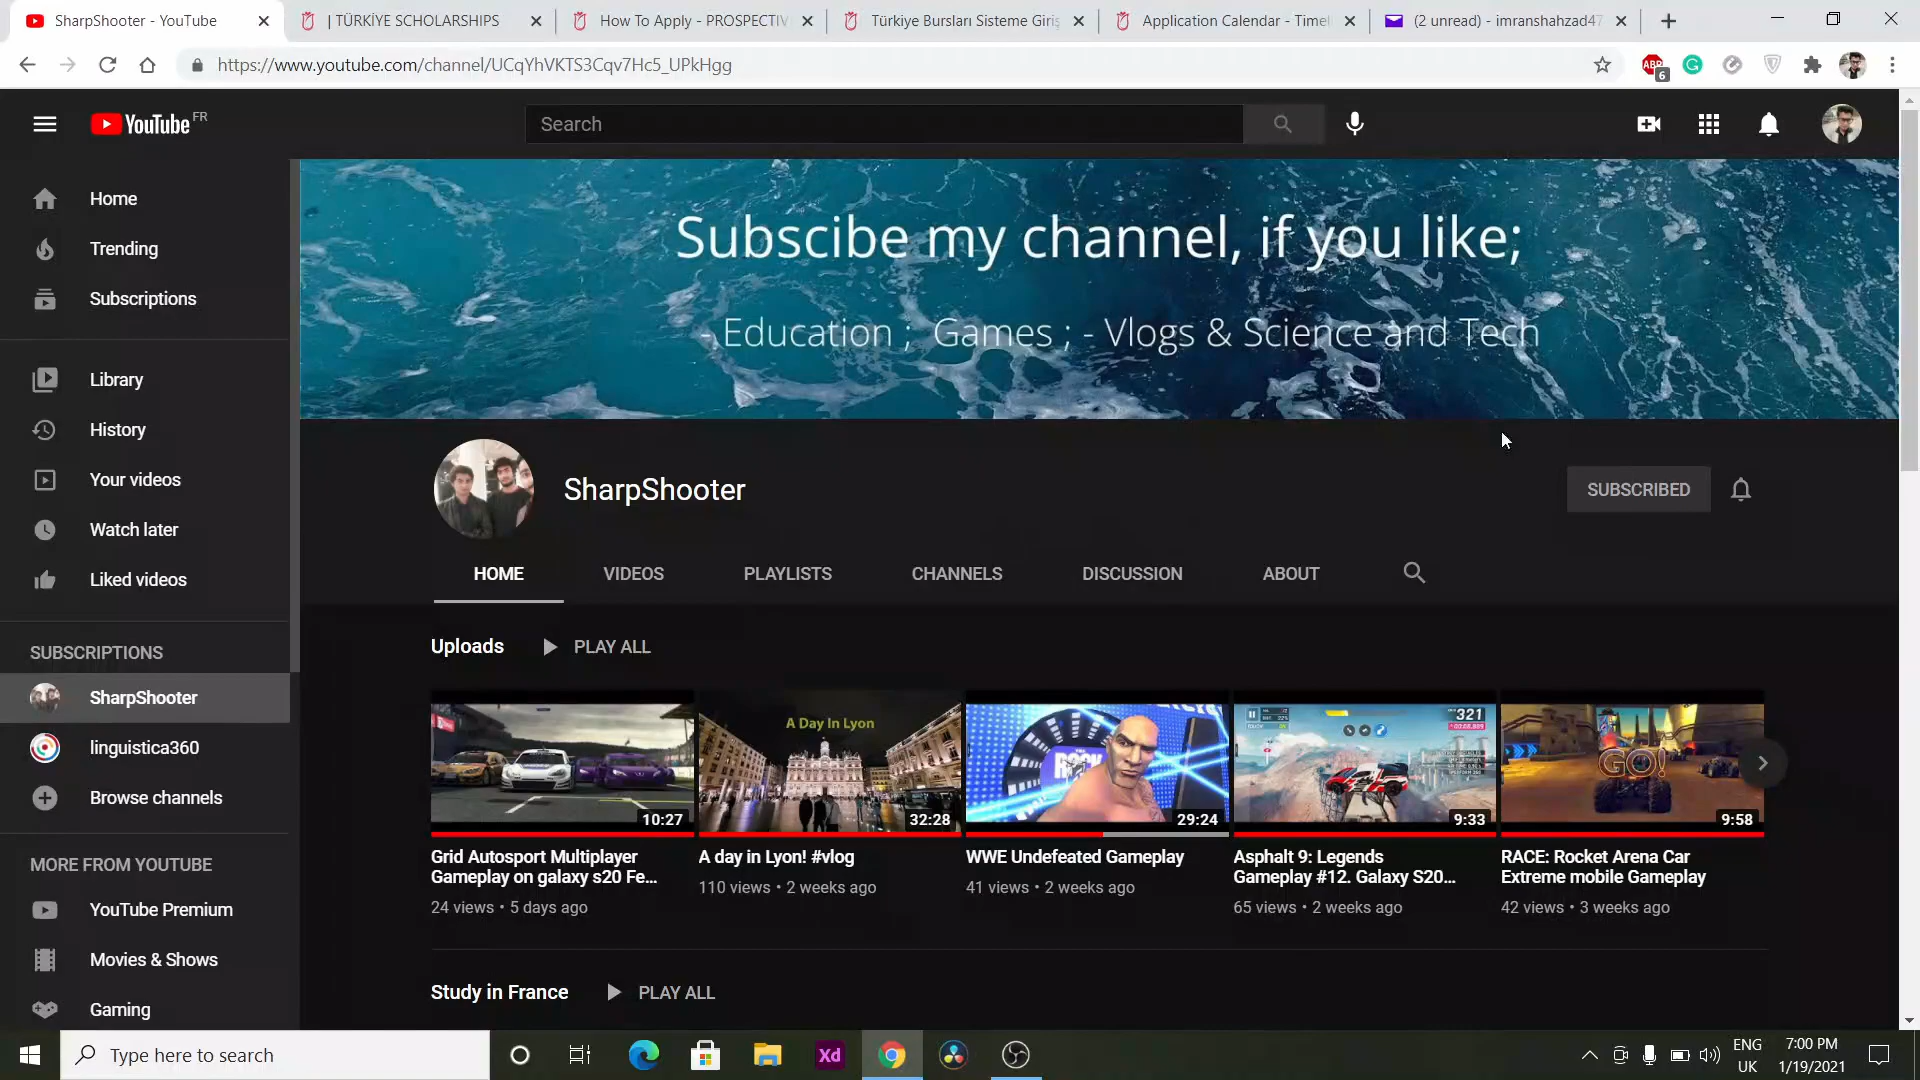 SharpShooter - YouTube
| TÜRKİYE SCHOLARSHIPS
How To Apply - PROSPECTIV
Türkiye Bursları Sisteme Giriş
Application Calendar - Timeli
(2 unread) - imranshahzad47
https://www.youtube.com/channel/UCqYhVKTS3Cqv7Hc5_UPkHgg
ABP
6
YouTube FR
Search
Home
Trending
Subscriptions
Library
History
Your videos
Watch later
Liked videos
SUBSCRIPTIONS
SharpShooter
linguistica360
Browse channels
MORE FROM YOUTUBE
YouTube Premium
Movies & Shows
Gaming
Subscibe my channel, if you like;
- Education ; Games ; - Vlogs & Science and Tech
SharpShooter
SUBSCRIBED
HOME
VIDEOS
PLAYLISTS
CHANNELS
DISCUSSION
ABOUT
Uploads
PLAY ALL
10:27
A Day In Lyon
32:28
29:24
321
9:33
GO!
9:58
Grid Autosport Multiplayer
Gameplay on galaxy s20 Fe...
24 views • 5 days ago
A day in Lyon! #vlog
110 views • 2 weeks ago
WWE Undefeated Gameplay
41 views • 2 weeks ago
Asphalt 9: Legends
Gameplay #12. Galaxy S20...
65 views • 2 weeks ago
RACE: Rocket Arena Car
Extreme mobile Gameplay
42 views • 3 weeks ago
Study in France
PLAY ALL
Type here to search
Xd
ENG
UK
7:00 PM
1/19/2021